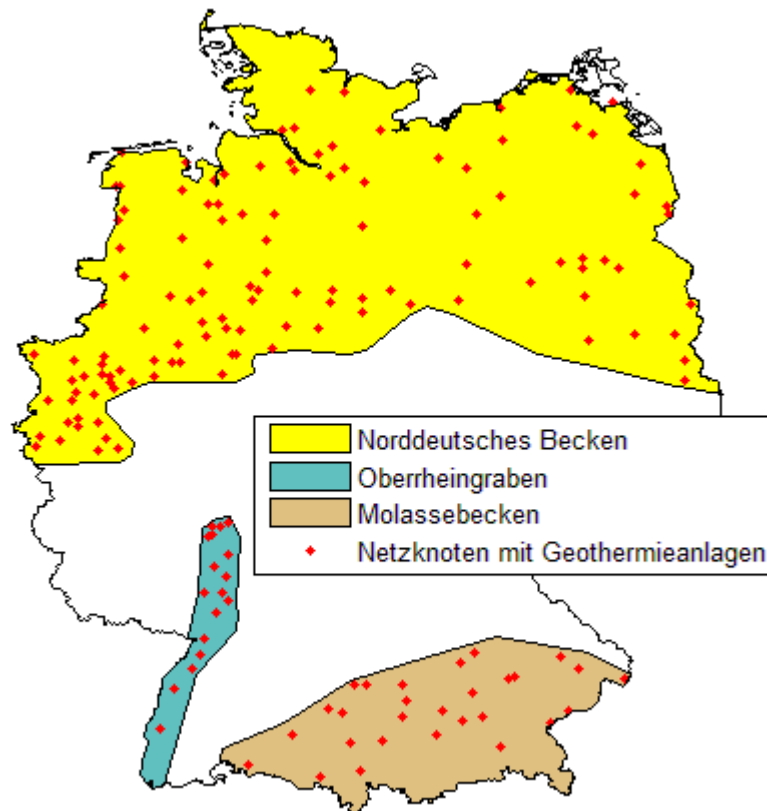 Norddeutsches Becken
Oberrheingraben
Molassebecken
Netzknoten mit Geothermieanlagen